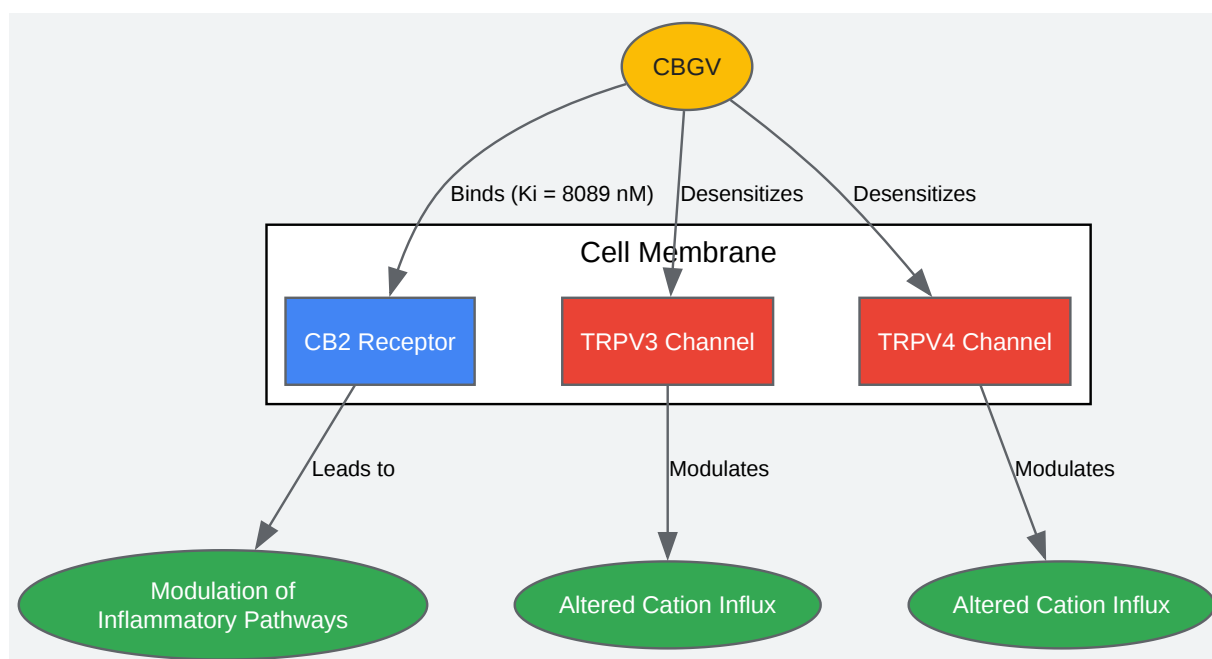 CBGV
Binds (Ki = 8089 nM)
Desensitizes
Desensitizes
Cell Membrane
CB2 Receptor
TRPV3 Channel
TRPV4 Channel
Leads to
Modulates
Modulates
Modulation of
Inflammatory Pathways
Altered Cation Influx
Altered Cation Influx